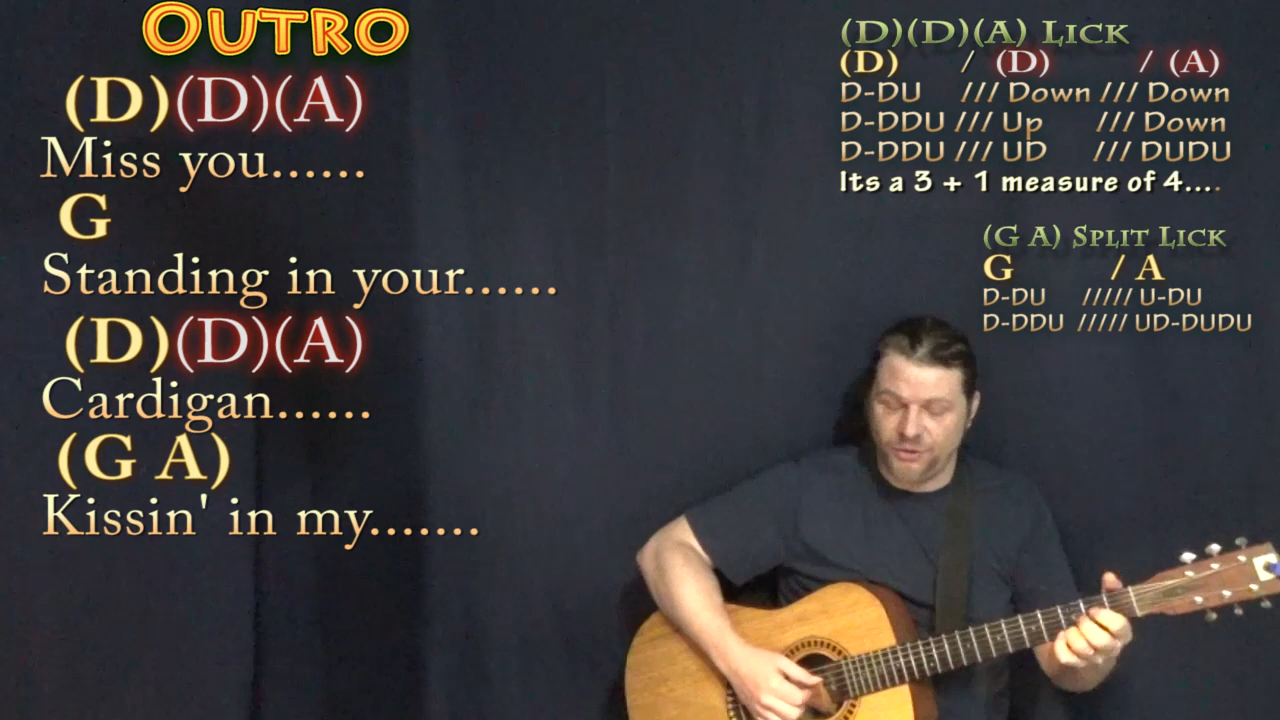 OUTRO
(D)(D)(A)
Miss you......
G
Standing in your......
(D)(D)(A)
Cardigan......
(G A)
Kissin' in my.......
(D)(D)(A) LICK
(D) / (D) / (A)
D-DU /// Down /// Down
D-DDU /// Up /// Down
D-DDU /// UD /// DUDU
Its a 3 + 1 measure of 4....
(G A) SPLIT LICK
G / A
D-DU ///// U-DU
D-DDU ///// UD-DUDU